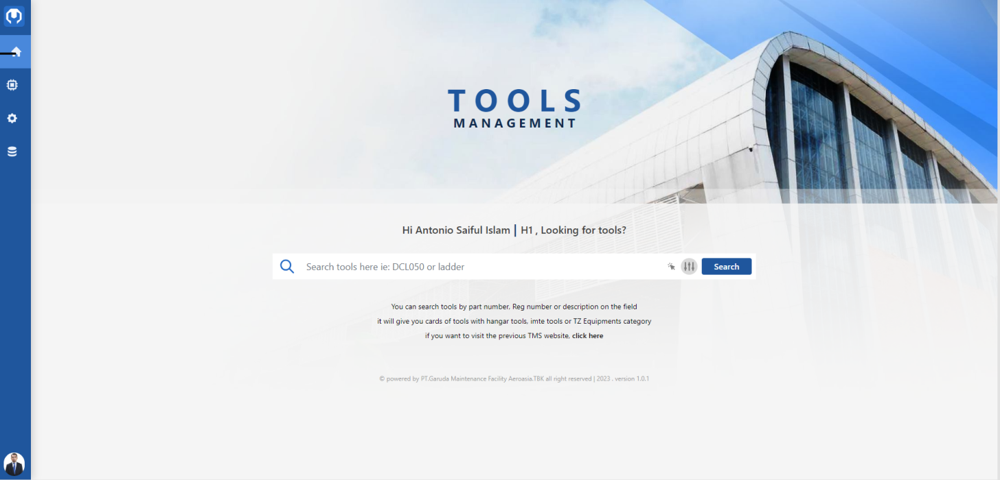 TOOLS
MANAGEMENT
Hi Antonio Saiful Islam | H1 , Looking for tools?
Search tools here ie: DCL050 or ladder
Search
You can search tools by part number, Reg number or description on the field
it will give you cards of tools with hangar tools, imte tools or TZ Equipments category
if you want to visit the previous TMS website, click here
© powered by PT.Garuda Maintenance Facility Aeroasia.TBK all right reserved | 2023 . version 1.0.1